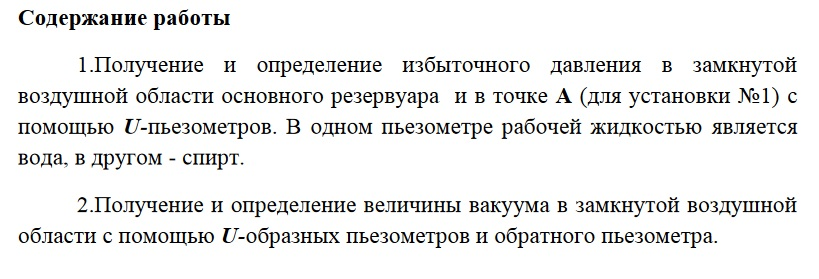 Содержание работы
1.Получение и определение избыточного давления в замкнутой
воздушной области основного резервуара и в точке А (для установки №1) с
помощью U-пьезометров. В одном пьезометре рабочей жидкостью является
вода, в другом - спирт.
2.Получение и определение величины вакуума в замкнутой воздушной
области с помощью U-образных пьезометров и обратного пьезометра.